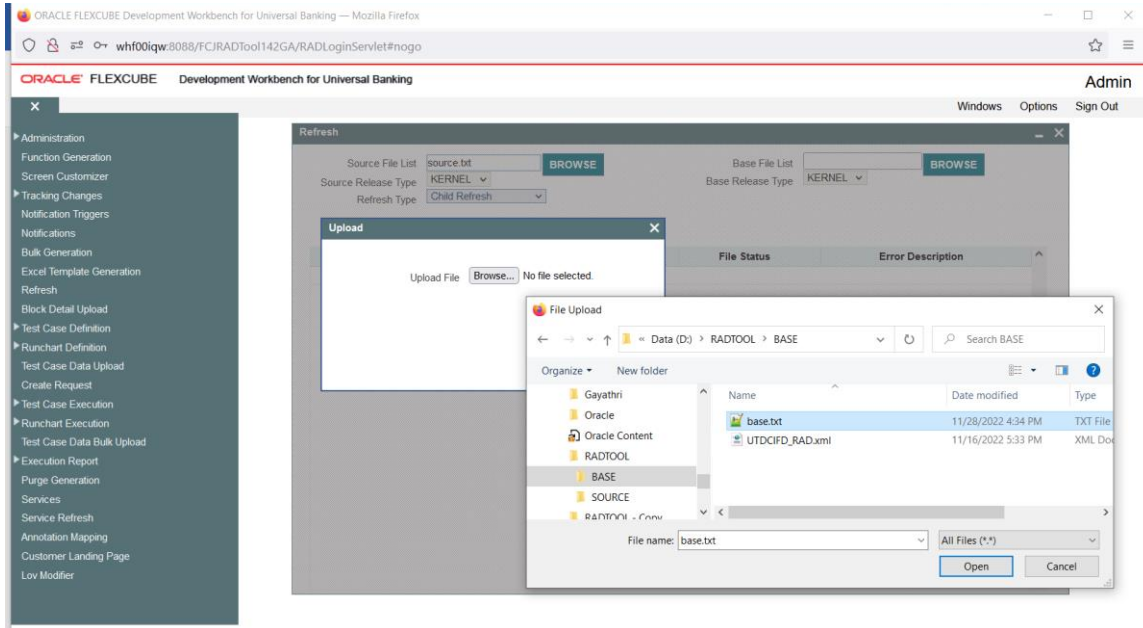 ORACLE FLEXCUBE Development Workbench for Universal Banking — Mozilla Firefox
whf00iqw:8088/FCJRADTool142GA/RADLoginServlet#nogo
ORACLE' FLEXCUBE Development Workbench for Universal Banking
Admin
Windows Options Sign Out
Administration
Function Generation
Screen Customizer
Tracking Changes
Notification Triggers
Notifications
Bulk Generation
Excel Template Generation
Refresh
Block Detail Upload
Test Case Definition
Runchart Definition
Test Case Data Upload
Create Request
Test Case Execution
Runchart Execution
Test Case Data Bulk Upload
Execution Report
Purge Generation
Services
Service Refresh
Annotation Mapping
Customer Landing Page
Lov Modifier
Refresh
Source File List source.txt BROWSE Base File List BROWSE
Source Release Type KERNEL Base Release Type KERNEL
Refresh Type Child Refresh
File Status Error Description
Upload
Upload File Browse... No file selected.
File Upload
« Data (D:) > RADTOOL > BASE Search BASE
Organize New folder
Gayathri
Oracle
Oracle Content
RADTOOL
BASE
SOURCE
RADTOOL - Copy
Name Date modified Type
base.txt 11/28/2022 4:34 PM TXT File
UTDCIFD_RAD.xml 11/16/2022 5:33 PM XML Do
File name: base.txt All Files (*.*)
Open Cancel